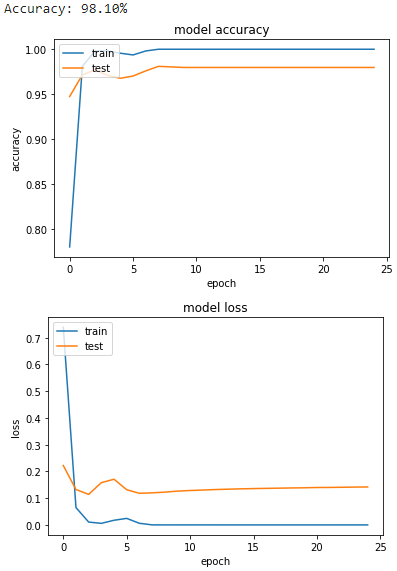 Accuracy: 98.10%
model accuracy
1.00
0.95
0.90
0.85
0.80
accuracy
train
test
0 5 10 15 20 25
epoch
model loss
0.7
0.6
0.5
0.4
0.3
0.2
0.1
0.0
loss
train
test
0 5 10 15 20 25
epoch